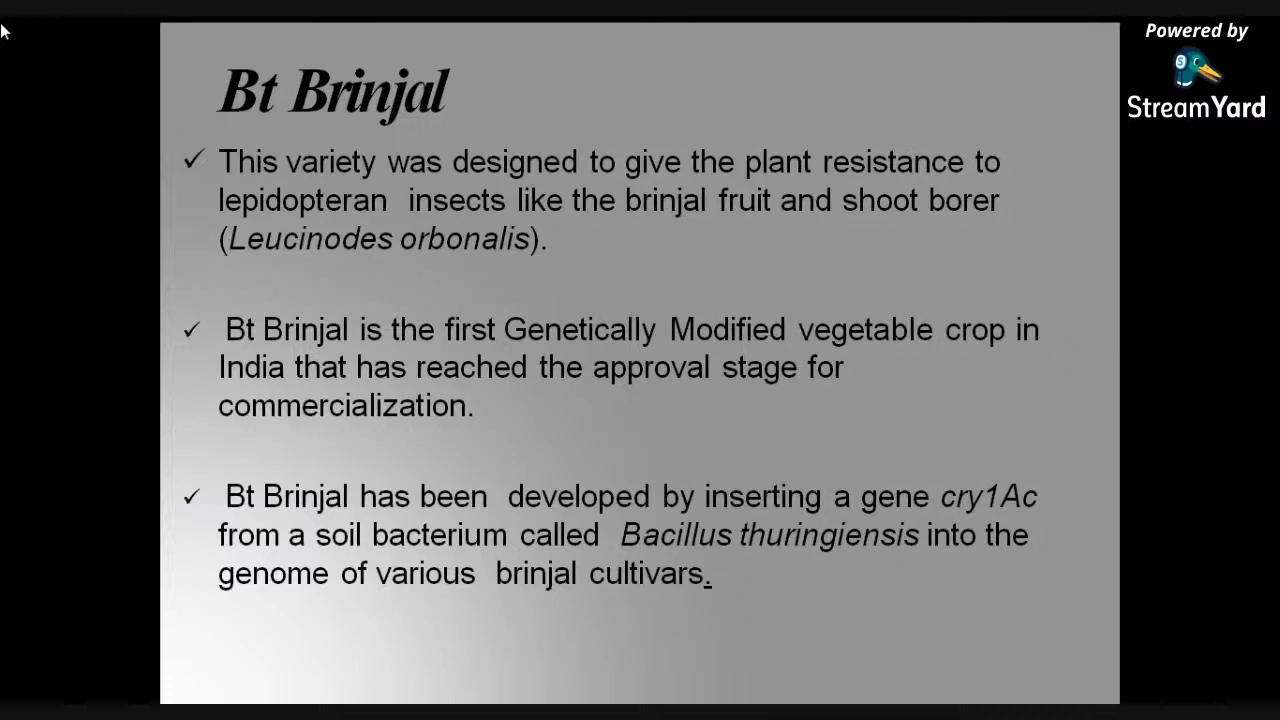 Powered by
StreamYard
Bt Brinjal
✓ This variety was designed to give the plant resistance to
lepidopteran insects like the brinjal fruit and shoot borer
(Leucinodes orbonalis).
✓ Bt Brinjal is the first Genetically Modified vegetable crop in
India that has reached the approval stage for
commercialization.
✓ Bt Brinjal has been developed by inserting a gene cry1Ac
from a soil bacterium called Bacillus thuringiensis into the
genome of various brinjal cultivars.